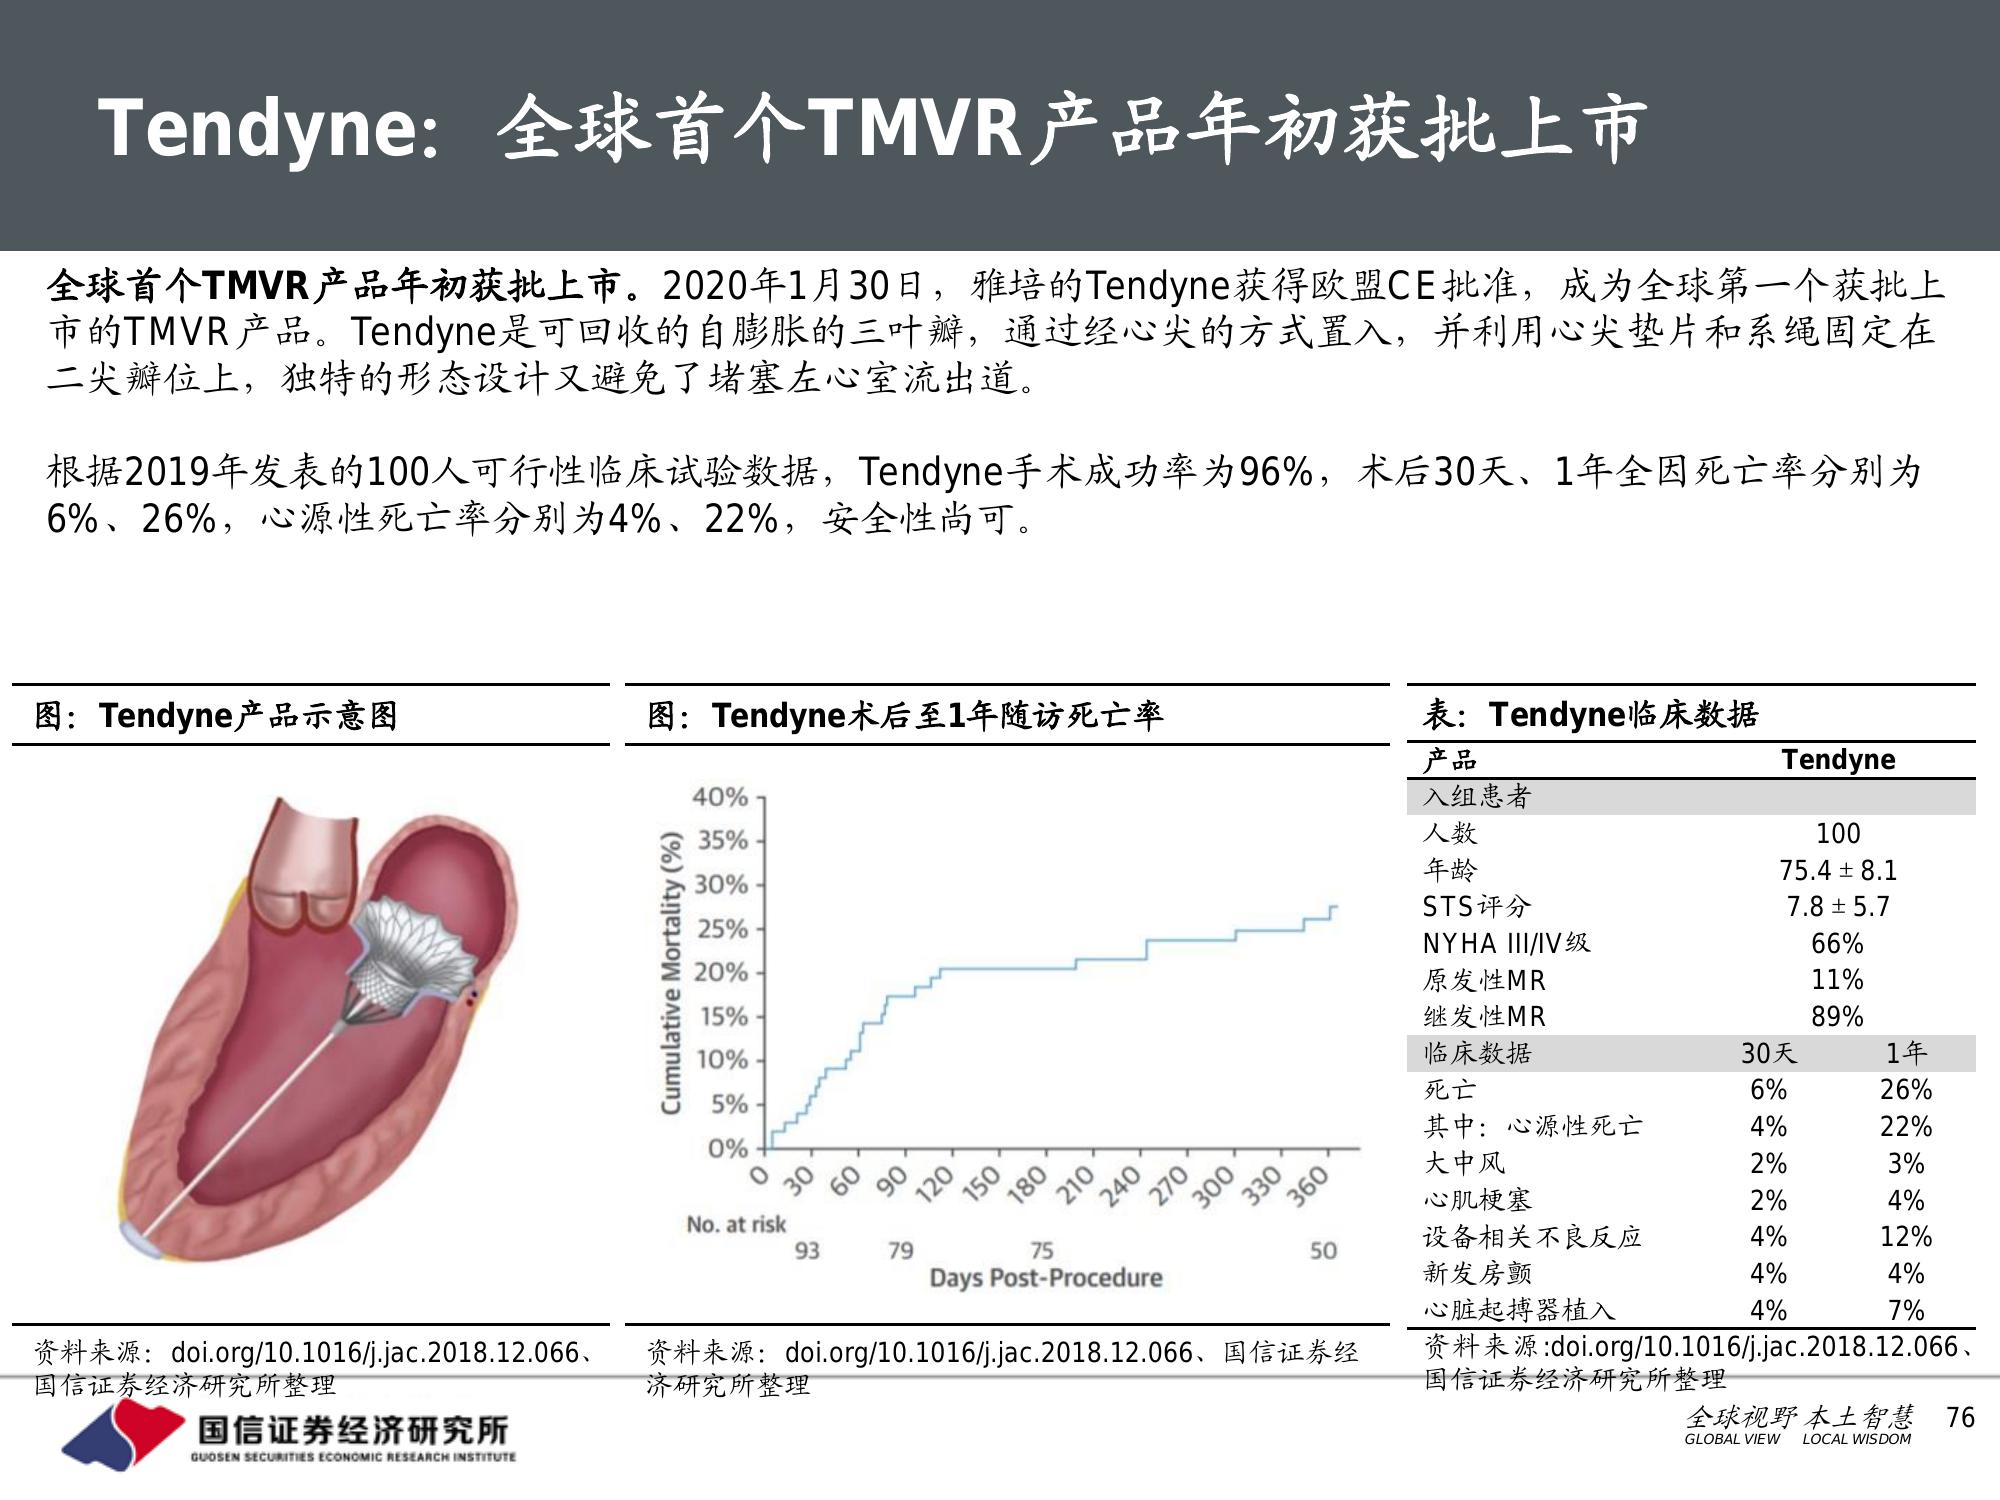 Tendyne：全球首个TMVR产品年初获批上市
全球首个TMVR产品年初获批上市。2020年1月30日，雅培的Tendyne获得欧盟CE批准，成为全球第一个获批上
市的TMVR产品。Tendyne是可回收的自膨胀的三叶瓣，通过经心尖的方式置入，并利用心尖垫片和系绳固定在
二尖瓣位上，独特的形态设计又避免了堵塞左心室流出道。
根据2019年发表的100人可行性临床试验数据，Tendyne手术成功率为96%，术后30天、1年全因死亡率分别为
6%、26%，心源性死亡率分别为4%、22%，安全性尚可。
图：Tendyne产品示意图
资料来源：doi.org/10.1016/j.jac.2018.12.066、
国信证券经济研究所整理
图：Tendyne术后至1年随访死亡率
Cumulative Mortality (%)
40%
35%
30%
25%
20%
15%
10%
5%
0%
0 30 60 90 120 150 180 210 240 270 300 330 360
No. at risk
93 79 75 50
Days Post-Procedure
资料来源：doi.org/10.1016/j.jac.2018.12.066、国信证券经
济研究所整理
表：Tendyne临床数据
产品 Tendyne
入组患者
人数 100
年龄 75.4 ± 8.1
STS评分 7.8 ± 5.7
NYHA III/IV级 66%
原发性MR 11%
继发性MR 89%
临床数据 30天 1年
死亡 6% 26%
其中：心源性死亡 4% 22%
大中风 2% 3%
心肌梗塞 2% 4%
设备相关不良反应 4% 12%
新发房颤 4% 4%
心脏起搏器植入 4% 7%
资料来源:doi.org/10.1016/j.jac.2018.12.066、
国信证券经济研究所整理
国信证券经济研究所
GUOSEN SECURITIES ECONOMIC RESEARCH INSTITUTE
全球视野 本土智慧 76
GLOBAL VIEW LOCAL WISDOM